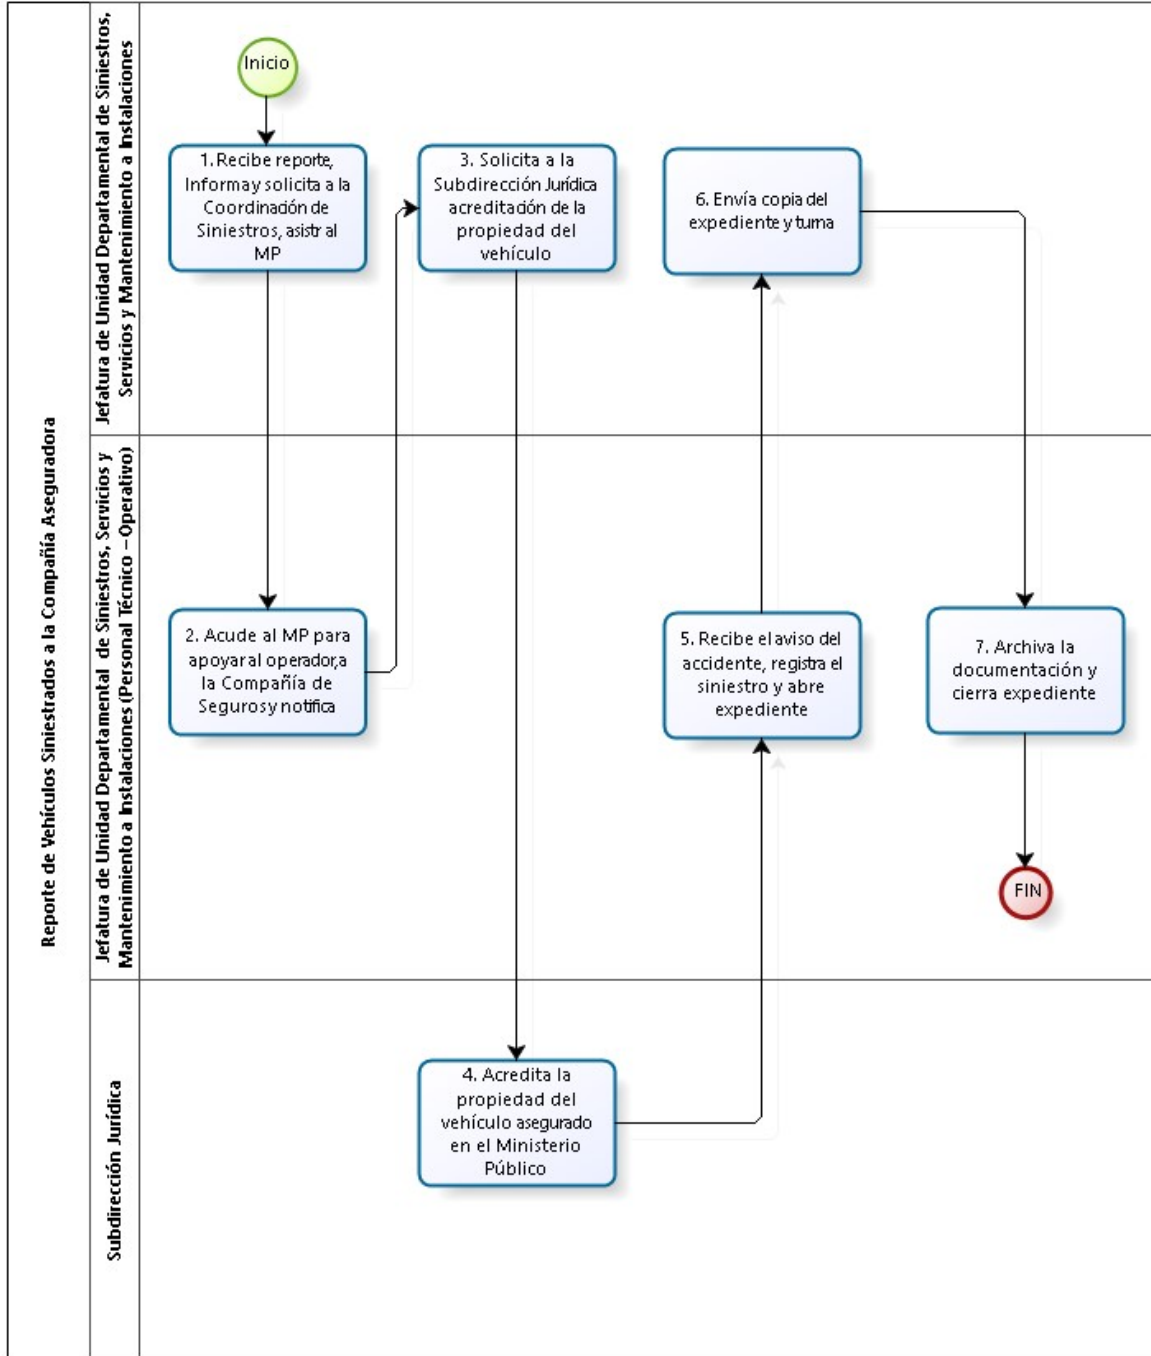 Reporte de Vehículos Siniestrados a la Compañía Aseguradora
Jefatura de Unidad Departamental de Siniestros,
Servicios y Mantenimiento a Instalaciones
Inicio
1. Recibe reporte,
Informa y solicita a la
Coordinación de
Siniestros, asistr al
MP
3. Solicita a la
Subdirección Jurídica
acreditación de la
propiedad del
vehículo
6. Envía copia del
expediente y turna
Jefatura de Unidad Departamental de Siniestros, Servicios y
Mantenimiento a Instalaciones (Personal Técnico – Operativo)
2. Acude al MP para
apoyar al operador, a
la Compañía de
Seguros y notifica
5. Recibe el aviso del
accidente, registra el
siniestro y abre
expediente
7. Archiva la
documentación y
cierra expediente
FIN
Subdirección Jurídica
4. Acredita la
propiedad del
vehículo asegurado
en el Ministerio
Público